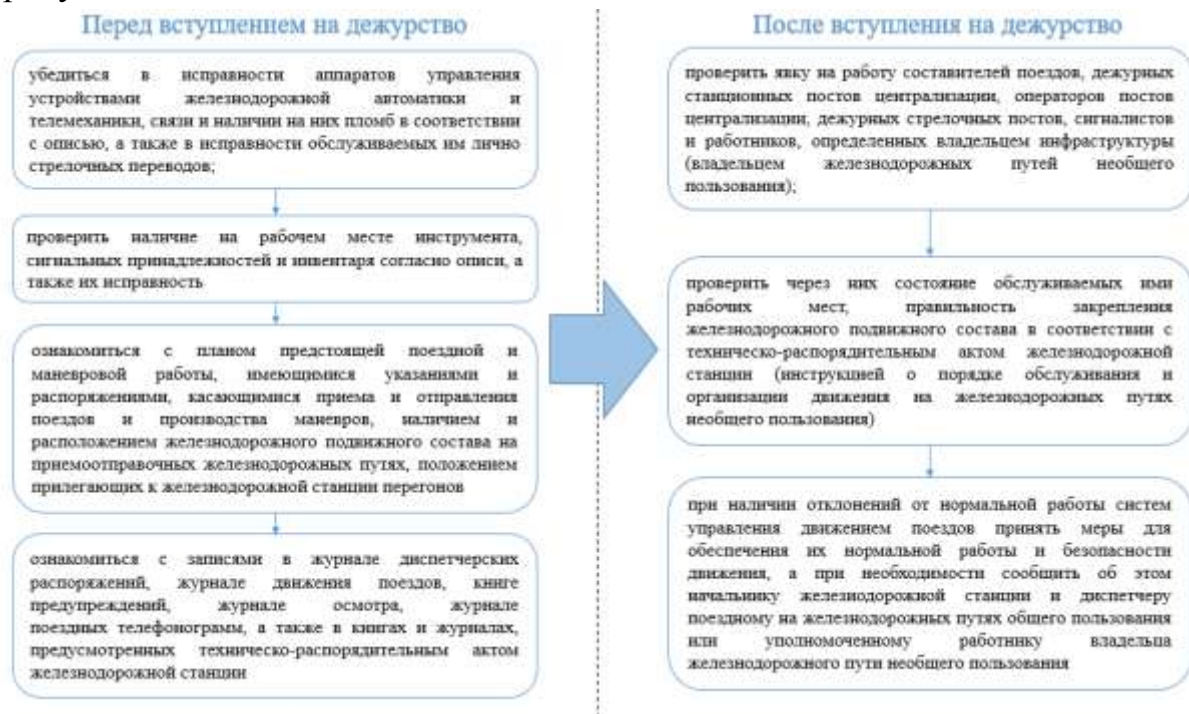 Перед вступлением на дежурство
убедиться в исправности аппаратов управления
устройствами железнодорожной автоматики и
телемеханики, связи и наличии на них пломб в соответствии
с описью, а также в исправности обслуживаемых им лично
стрелочных переводов;
проверить наличие на рабочем месте инструмента,
сигнальных принадлежностей и инвентаря согласно описи, а
также их исправность
ознакомиться с планом предстоящей поездной и
маневровой работы, имеющимися указаниями и
распоряжениями, касающимися приема и отправления
поездов и производства маневров, наличием и
расположением железнодорожного подвижного состава на
приемоотправочных железнодорожных путях, положением
прилегающих к железнодорожной станции перегонов
ознакомиться с записями в журнале диспетчерских
распоряжений, журнале движения поездов, книге
предупреждений, журнале осмотра, журнале
поездных телефонограмм, а также в книгах и журналах,
предусмотренных техническо-распорядительным актом
железнодорожной станции
После вступления на дежурство
проверить явку на работу составителей поездов, дежурных
станционных постов централизации, операторов постов
централизации, дежурных стрелочных постов, сигналистов
и работников, определенных владельцем инфраструктуры
(владельцем железнодорожных путей необщего
пользования);
проверить через них состояние обслуживаемых ими
рабочих мест, правильность закрепления
железнодорожного подвижного состава в соответствии с
техническо-распорядительным актом железнодорожной
станции (инструкцией о порядке обслуживания и
организации движения на железнодорожных путях
необщего пользования)
при наличии отклонений от нормальной работы систем
управления движением поездов принять меры для
обеспечения их нормальной работы и безопасности
движения, а при необходимости сообщить об этом
начальнику железнодорожной станции и диспетчеру
поездному на железнодорожных путях общего пользования
или уполномоченному работнику владельца
железнодорожного пути необщего пользования